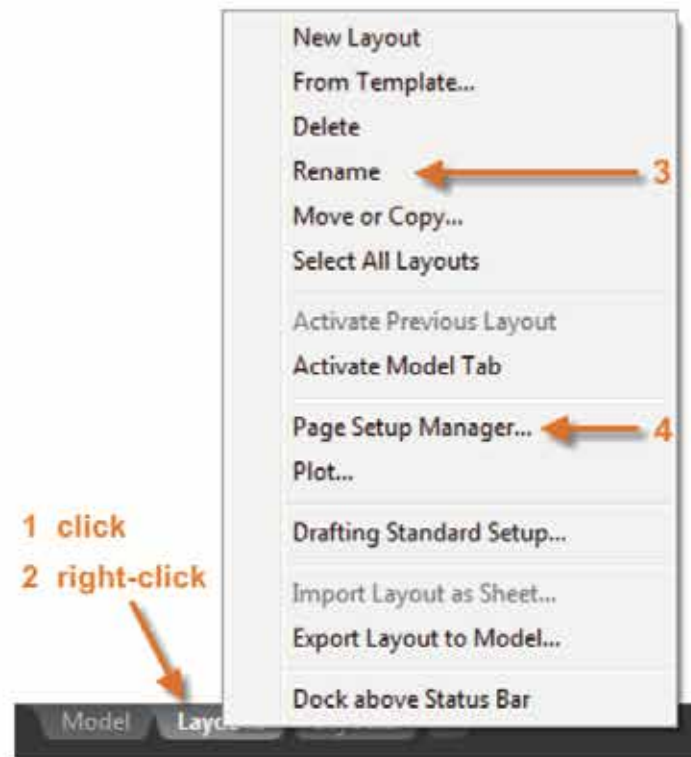 New Layout
From Template...
Delete
Rename
3
Move or Copy...
Select All Layouts
Activate Previous Layout
Activate Model Tab
Page Setup Manager...
4
Plot...
1 click
2 right-click
Drafting Standard Setup...
Import Layout as Sheet...
Export Layout to Model...
Dock above Status Bar
Model